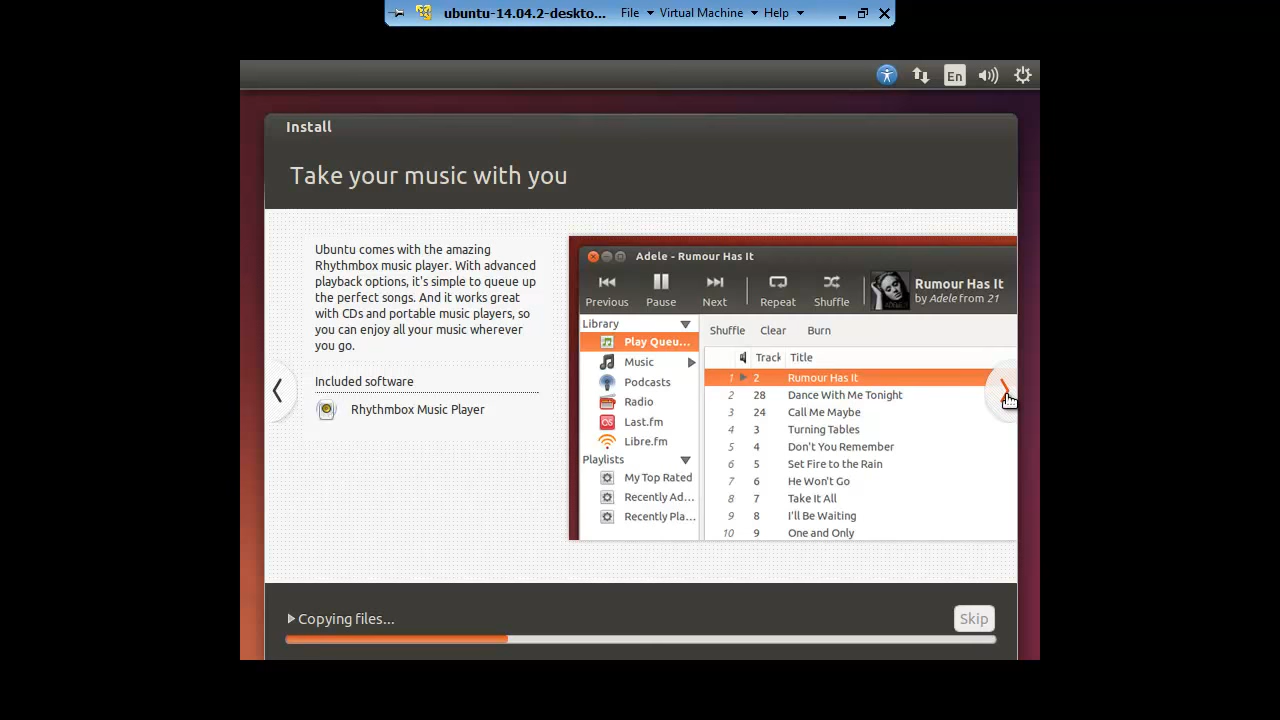 ubuntu-14.04.2-deskto... File Virtual Machine Help
En
Install
Take your music with you
Ubuntu comes with the amazing
Rhythmbox music player. With advanced
playback options, it's simple to queue up
the perfect songs. And it works great
with CDs and portable music players, so
you can enjoy all your music wherever
you go.
Included software
Rhythmbox Music Player
Adele - Rumour Has It
Previous Pause Next Repeat Shuffle
Rumour Has It
by Adele from 21
Library
Play Queu...
Music
Podcasts
Radio
Last.fm
Libre.fm
Playlists
My Top Rated
Recently Ad...
Recently Pla...
Shuffle Clear Burn
Track Title
1 2 Rumour Has It
2 28 Dance With Me Tonight
3 24 Call Me Maybe
4 3 Turning Tables
5 4 Don't You Remember
6 5 Set Fire to the Rain
7 6 He Won't Go
8 7 Take It All
9 8 I'll Be Waiting
10 9 One and Only
Copying files...
Skip